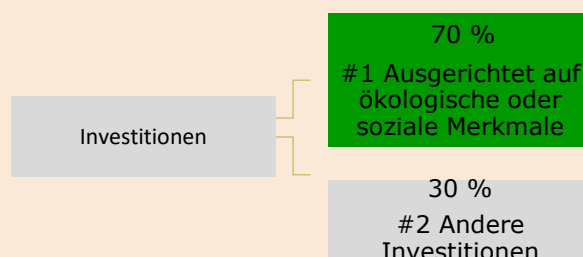 Investitionen
70 %
#1 Ausgerichtet auf
ökologische oder
soziale Merkmale
30 %
#2 Andere
Investitionen